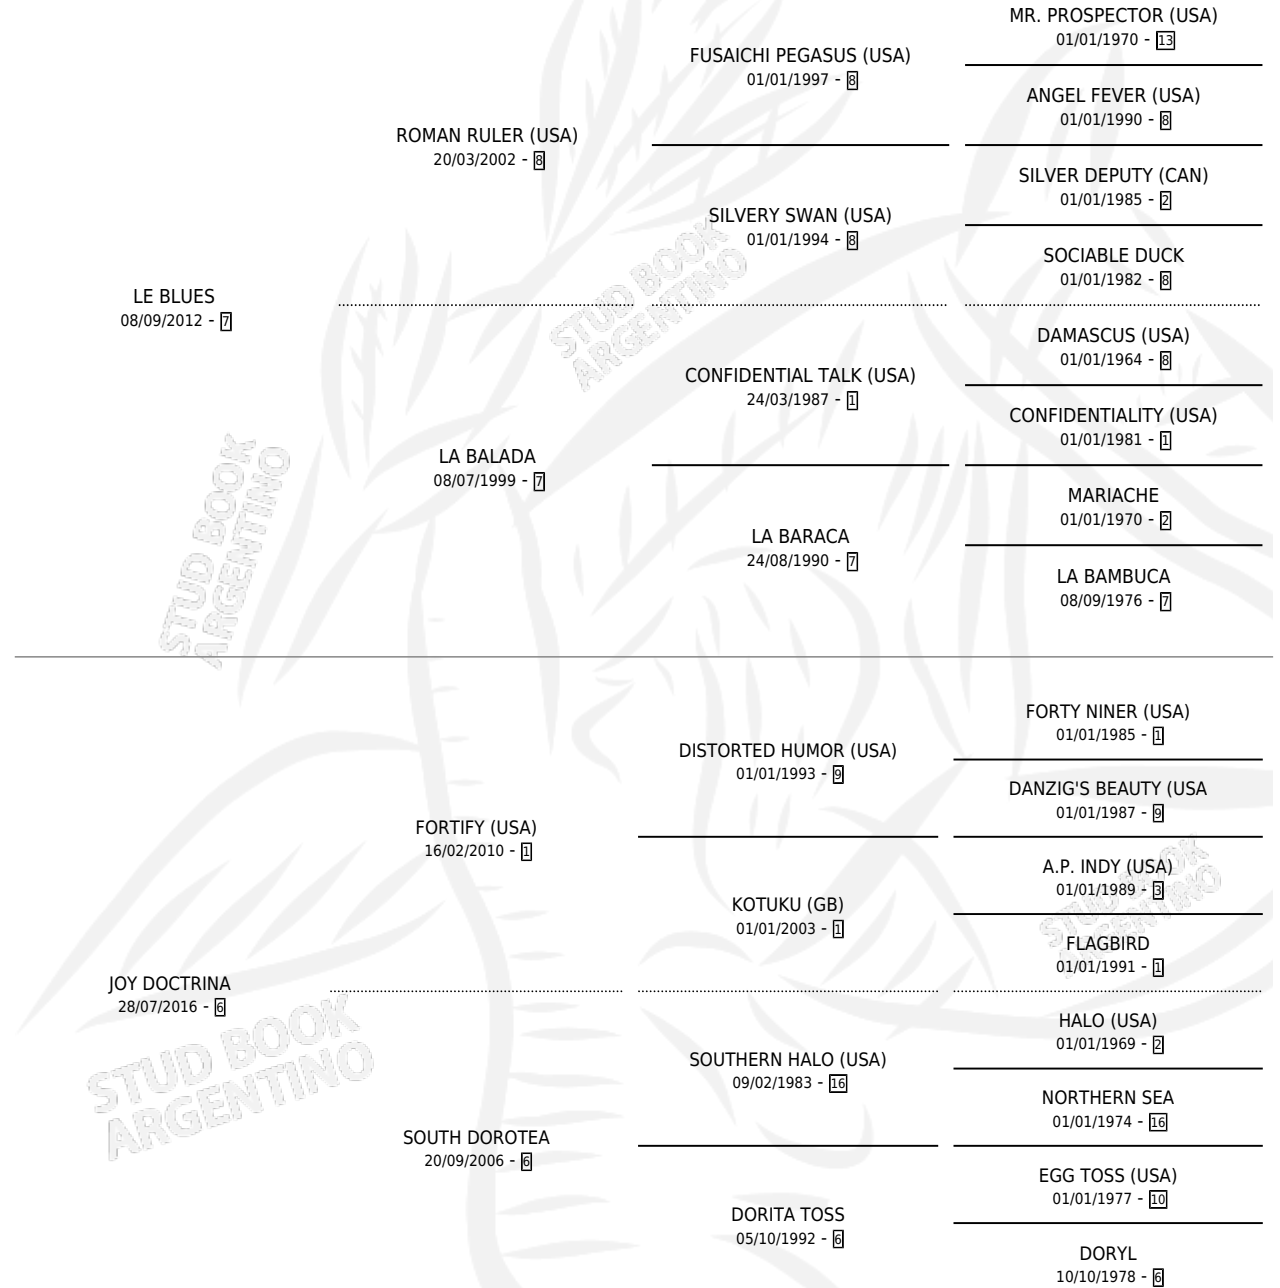 MR. PROSPECTOR (USA)
01/01/1970 - 13
FUSAICHI PEGASUS (USA)
01/01/1997 - 8
ANGEL FEVER (USA)
01/01/1990 - 8
ROMAN RULER (USA)
20/03/2002 - 8
SILVER DEPUTY (CAN)
01/01/1985 - 2
SILVERY SWAN (USA)
01/01/1994 - 8
SOCIABLE DUCK
01/01/1982 - 8
LE BLUES
08/09/2012 - 7
DAMASCUS (USA)
01/01/1964 - 8
CONFIDENTIAL TALK (USA)
24/03/1987 - 1
CONFIDENTIALITY (USA)
01/01/1981 - 1
LA BALADA
08/07/1999 - 7
MARIACHE
01/01/1970 - 2
LA BARACA
24/08/1990 - 7
LA BAMBUCA
08/09/1976 - 7
STUD BOOK
ARGENTINO
STUD BOOK
ARGENTINO
FORTY NINER (USA)
01/01/1985 - 1
DISTORTED HUMOR (USA)
01/01/1993 - 9
DANZIG'S BEAUTY (USA
01/01/1987 - 9
FORTIFY (USA)
16/02/2010 - 1
A.P. INDY (USA)
01/01/1989 - 3
KOTUKU (GB)
01/01/2003 - 1
FLAGBIRD
01/01/1991 - 1
JOY DOCTRINA
28/07/2016 - 6
HALO (USA)
01/01/1969 - 2
SOUTHERN HALO (USA)
09/02/1983 - 16
NORTHERN SEA
01/01/1974 - 16
SOUTH DOROTEA
20/09/2006 - 6
EGG TOSS (USA)
01/01/1977 - 10
DORITA TOSS
05/10/1992 - 6
DORYL
10/10/1978 - 6
STUD BOOK
ARGENTINO
STUD BOOK
ARGENTINO